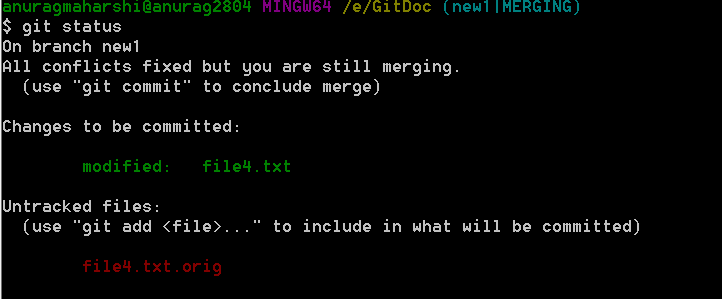 anuragmaharshi@anurag2804 MINGW64 /e/GitDoc (new1|MERGING)
$ git status
On branch new1
All conflicts fixed but you are still merging.
  (use "git commit" to conclude merge)

Changes to be committed:

        modified:   file4.txt

Untracked files:
  (use "git add <file>..." to include in what will be committed)

        file4.txt.orig